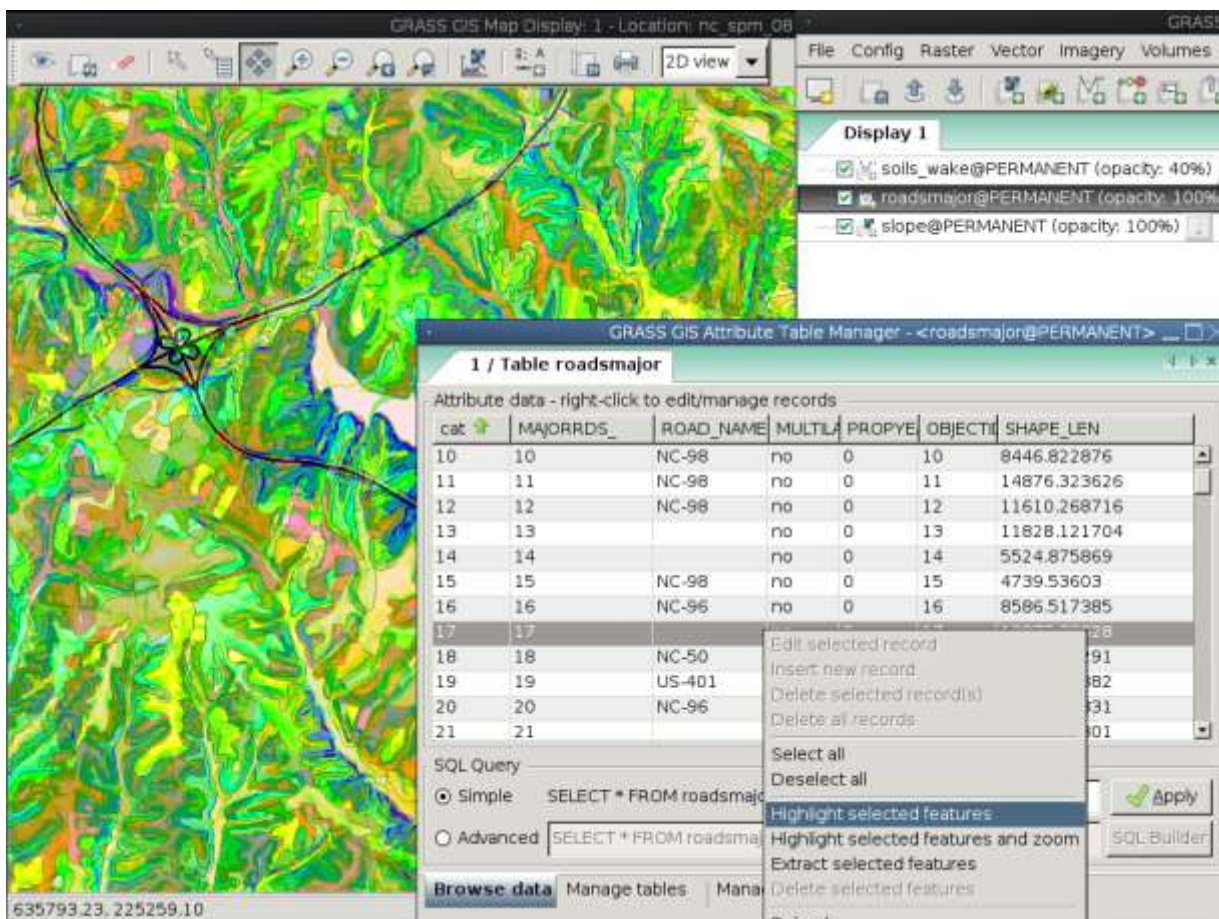 GRASS GIS Map Display: 1 - Location: nc_spm_08
2D view
635793.23, 225259.10
GRASS
File Config Raster Vector Imagery Volumes
Display 1
soils_wake@PERMANENT (opacity: 40%)
roadsmajor@PERMANENT (opacity: 100%
slope@PERMANENT (opacity: 100%)
GRASS GIS Attribute Table Manager - <roadsmajor@PERMANENT>
1 / Table roadsmajor
Attribute data - right-click to edit/manage records
cat MAJORRDS_ ROAD_NAME MULTILA PROPYE OBJECTI SHAPE_LEN
10 10 NC-98 no 0 10 8446.822876
11 11 NC-98 no 0 11 14876.323626
12 12 NC-98 no 0 12 11610.268716
13 13 no 0 13 11828.121704
14 14 no 0 14 5524.875869
15 15 NC-98 no 0 15 4739.53603
16 16 NC-96 no 0 16 8586.517385
17 17
18 18 NC-50
19 19 US-401
20 20 NC-96
21 21
Edit selected record
Insert new record
Delete selected record(s)
Delete all records
Select all
Deselect all
Highlight selected features
Highlight selected features and zoom
Extract selected features
Delete selected features
SQL Query
Simple SELECT * FROM roadsmajo
Apply
Advanced SELECT * FROM roadsmaj
SQL Builder
Browse data Manage tables Mana